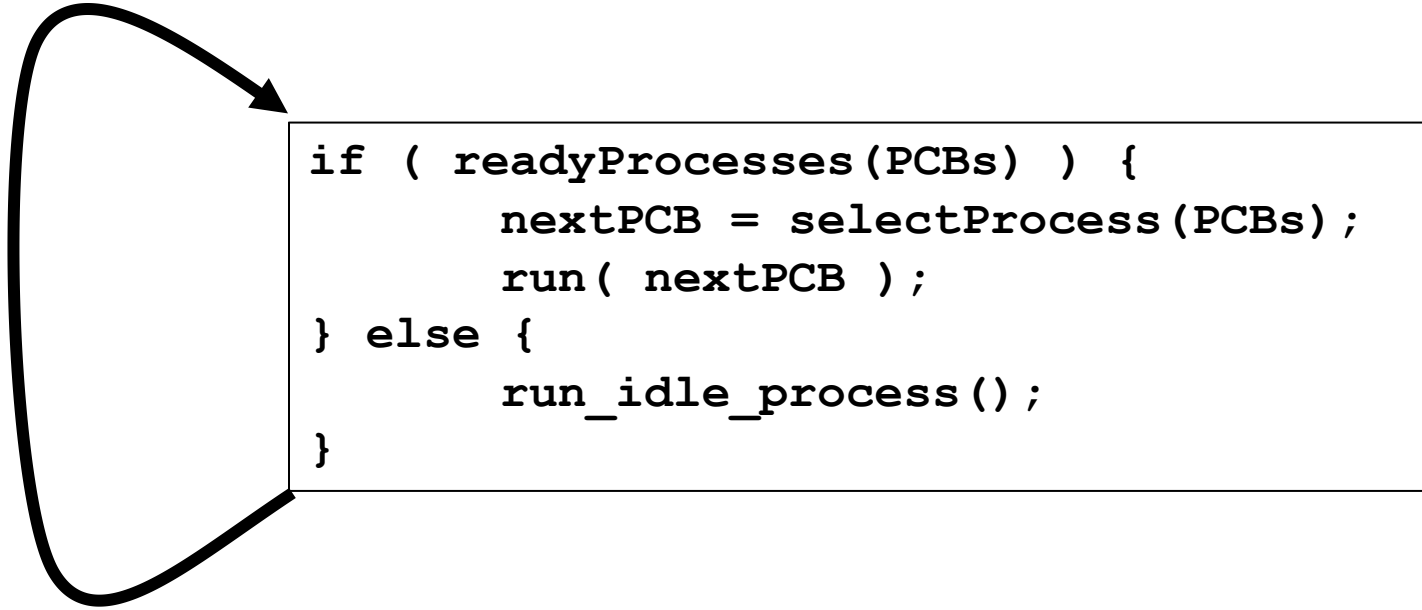 if ( readyProcesses(PCBs) ) {
nextPCB = selectProcess(PCBs);
run( nextPCB );
} else {
run_idle_process();
}